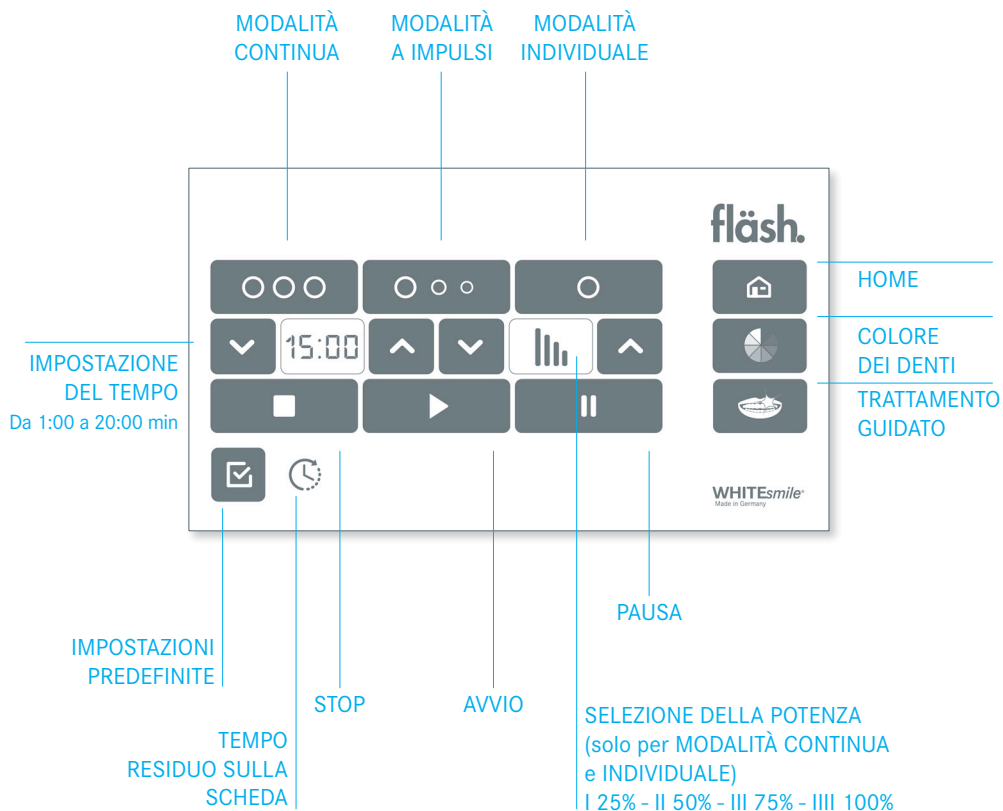 MODALITÀ
CONTINUA
MODALITÀ
A IMPULSI
MODALITÀ
INDIVIDUALE
fläsh.
HOME
15:00
IMPOSTAZIONE
DEL TEMPO
Da 1:00 a 20:00 min
COLORE
DEI DENTI
TRATTAMENTO
GUIDATO
WHITEsmile®
Made in Germany
PAUSA
IMPOSTAZIONI
PREDEFINITE
STOP
AVVIO
TEMPO
RESIDUO SULLA
SCHEDA
SELEZIONE DELLA POTENZA
(solo per MODALITÀ CONTINUA
e INDIVIDUALE)
I 25% - II 50% - III 75% - IIII 100%